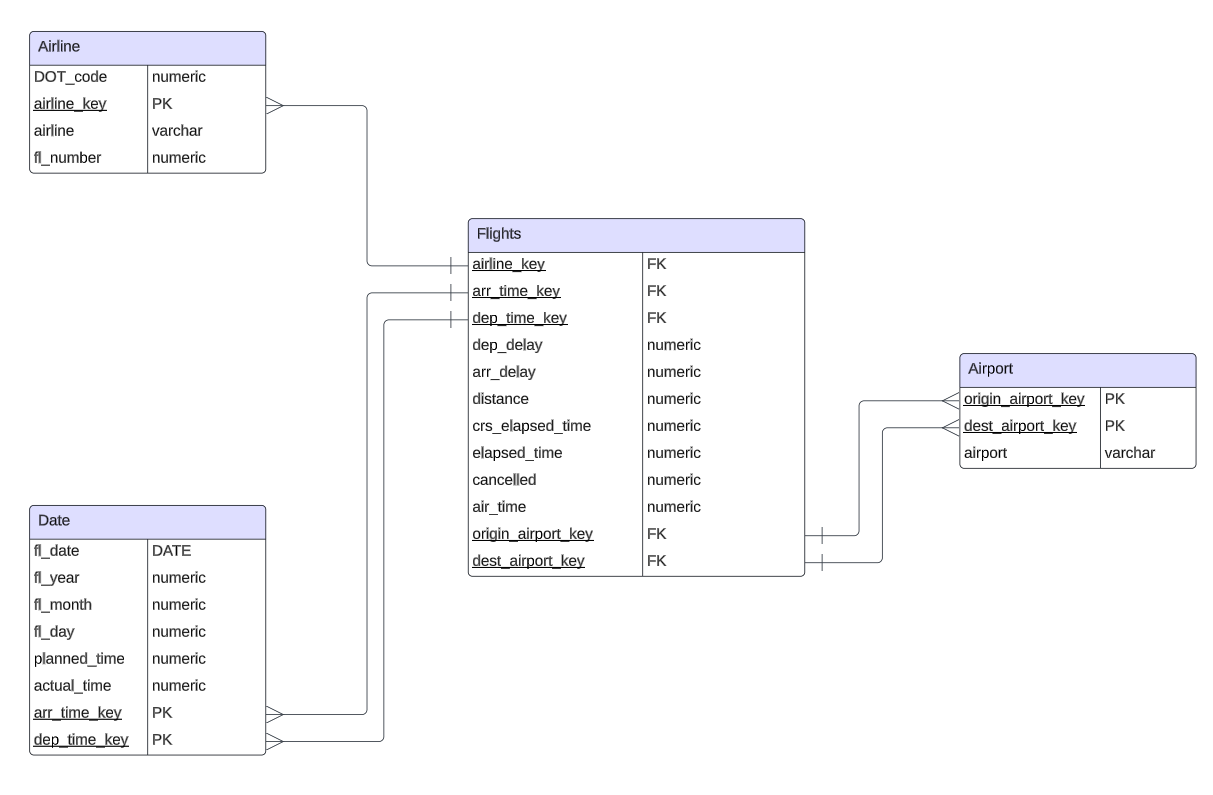 Airline
DOT_code numeric
airline_key PK
airline varchar
fl_number numeric
Flights
airline_key FK
arr_time_key FK
dep_time_key FK
dep_delay numeric
arr_delay numeric
distance numeric
crs_elapsed_time numeric
elapsed_time numeric
cancelled numeric
air_time numeric
origin_airport_key FK
dest_airport_key FK
Airport
origin_airport_key PK
dest_airport_key PK
airport varchar
Date
fl_date DATE
fl_year numeric
fl_month numeric
fl_day numeric
planned_time numeric
actual_time numeric
arr_time_key PK
dep_time_key PK